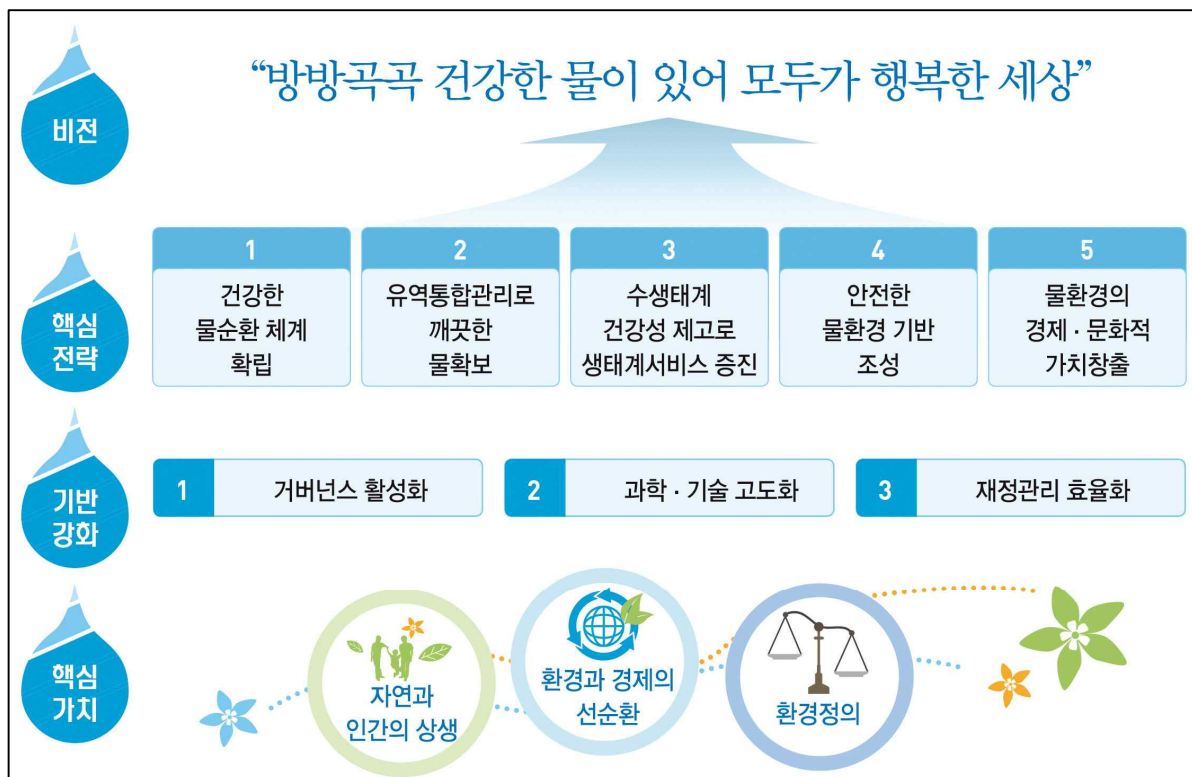 비전
“방방곡곡 건강한 물이 있어 모두가 행복한 세상”
핵심
전략
1
건강한
물순환 체계
확립
2
유역통합관리로
깨끗한
물확보
3
수생태계
건강성 제고로
생태계서비스 증진
4
안전한
물환경 기반
조성
5
물환경의
경제 · 문화적
가치창출
기반
강화
1 거버넌스 활성화
2 과학 · 기술 고도화
3 재정관리 효율화
핵심
가치
자연과
인간의 상생
환경과 경제의
선순환
환경정의